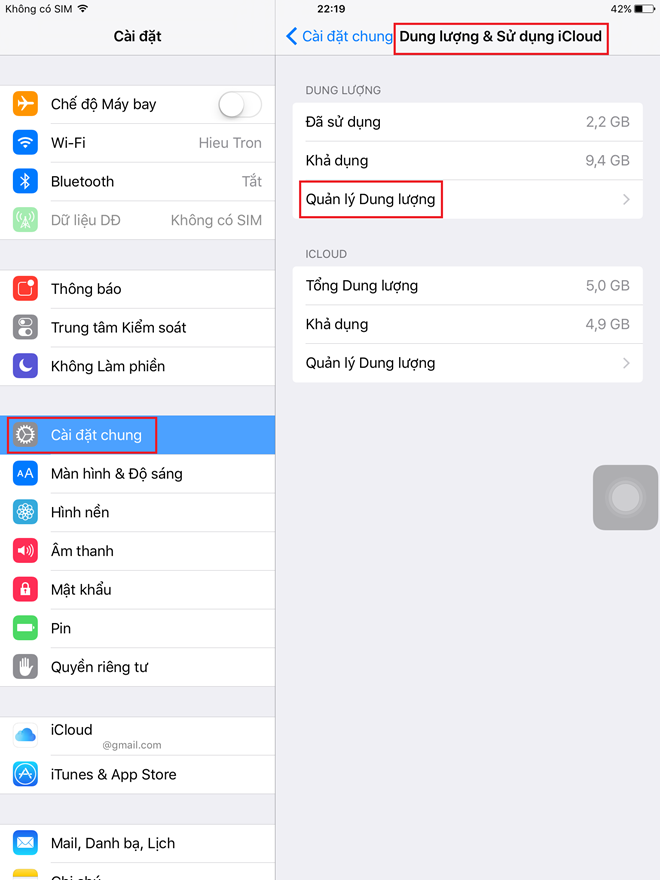 Không có SIM
22:19
42%
Cài đặt
Cài đặt chung
Dung lượng & Sử dụng iCloud
Chế độ Máy bay
Wi-Fi
Hieu Tron
Bluetooth
Tắt
Dữ liệu DĐ
Không có SIM
Thông báo
Trung tâm Kiểm soát
Không Làm phiền
Cài đặt chung
AA
Màn hình & Độ sáng
Hình nền
Âm thanh
Mật khẩu
Pin
Quyền riêng tư
iCloud
@gmail.com
iTunes & App Store
Mail, Danh bạ, Lịch
Ghi chú
DUNG LƯỢNG
Đã sử dụng
2,2 GB
Khả dụng
9,4 GB
Quản lý Dung lượng
ICLOUD
Tổng Dung lượng
5,0 GB
Khả dụng
4,9 GB
Quản lý Dung lượng